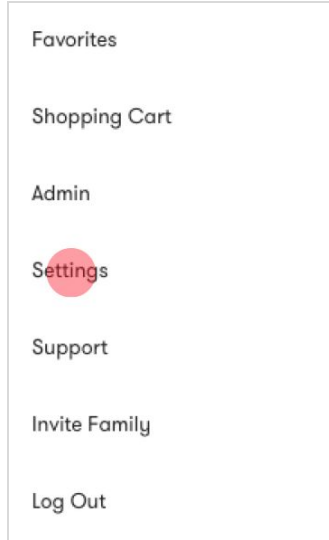 Favorites
Shopping Cart
Admin
Settings
Support
Invite Family
Log Out